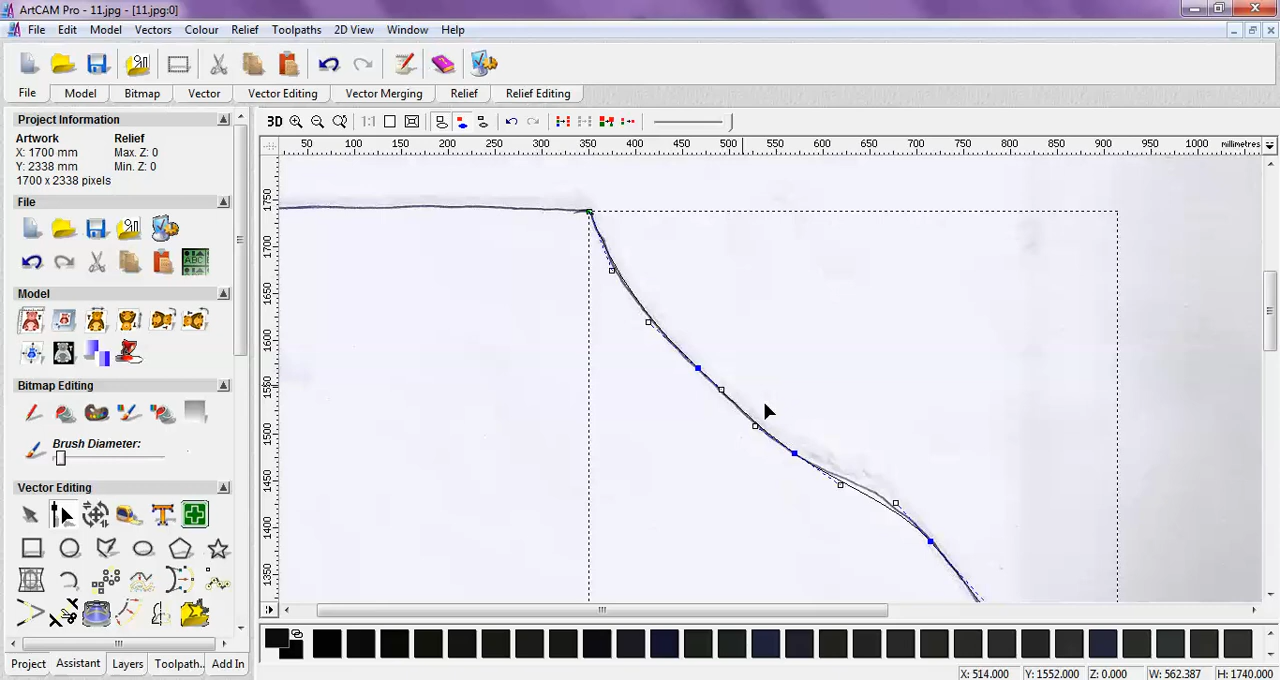 ArtCAM Pro - 11.jpg - [11.jpg:0]
File Edit Model Vectors Colour Relief Toolpaths 2D View Window Help
File Model Bitmap Vector Vector Editing Vector Merging Relief Relief Editing
Project Information
Artwork Relief
X: 1700 mm Max. Z: 0
Y: 2338 mm Min. Z: 0
1700 x 2338 pixels
File
Model
Bitmap Editing
Brush Diameter:
Vector Editing
Project Assistant Layers Toolpath... Add In
3D 1:1
50 100 150 200 250 300 350 400 450 500 550 600 650 700 750 800 850 900 950 1000 millimetres
1750
1700
1650
1600
1550
1500
1450
1400
1350
X: 514.000 Y: 1552.000 Z: 0.000 W: 562.387 H: 1740.000